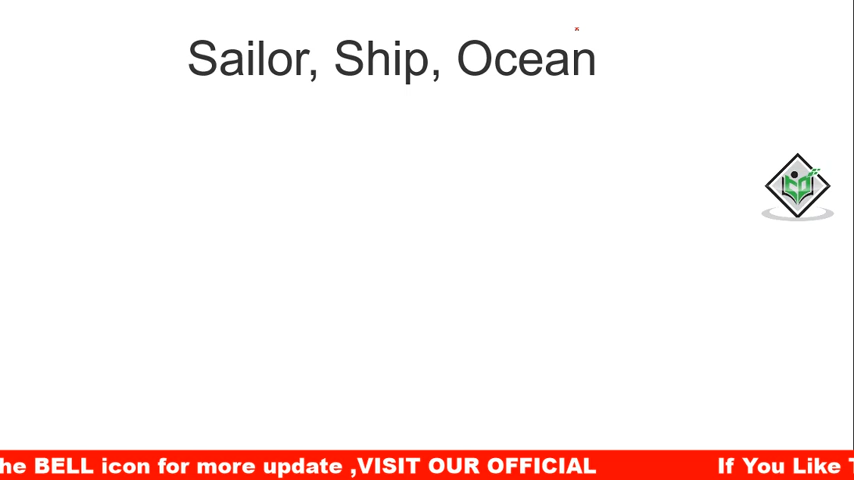 Sailor, Ship, Ocean
he BELL icon for more update ,VISIT OUR OFFICIAL If You Like